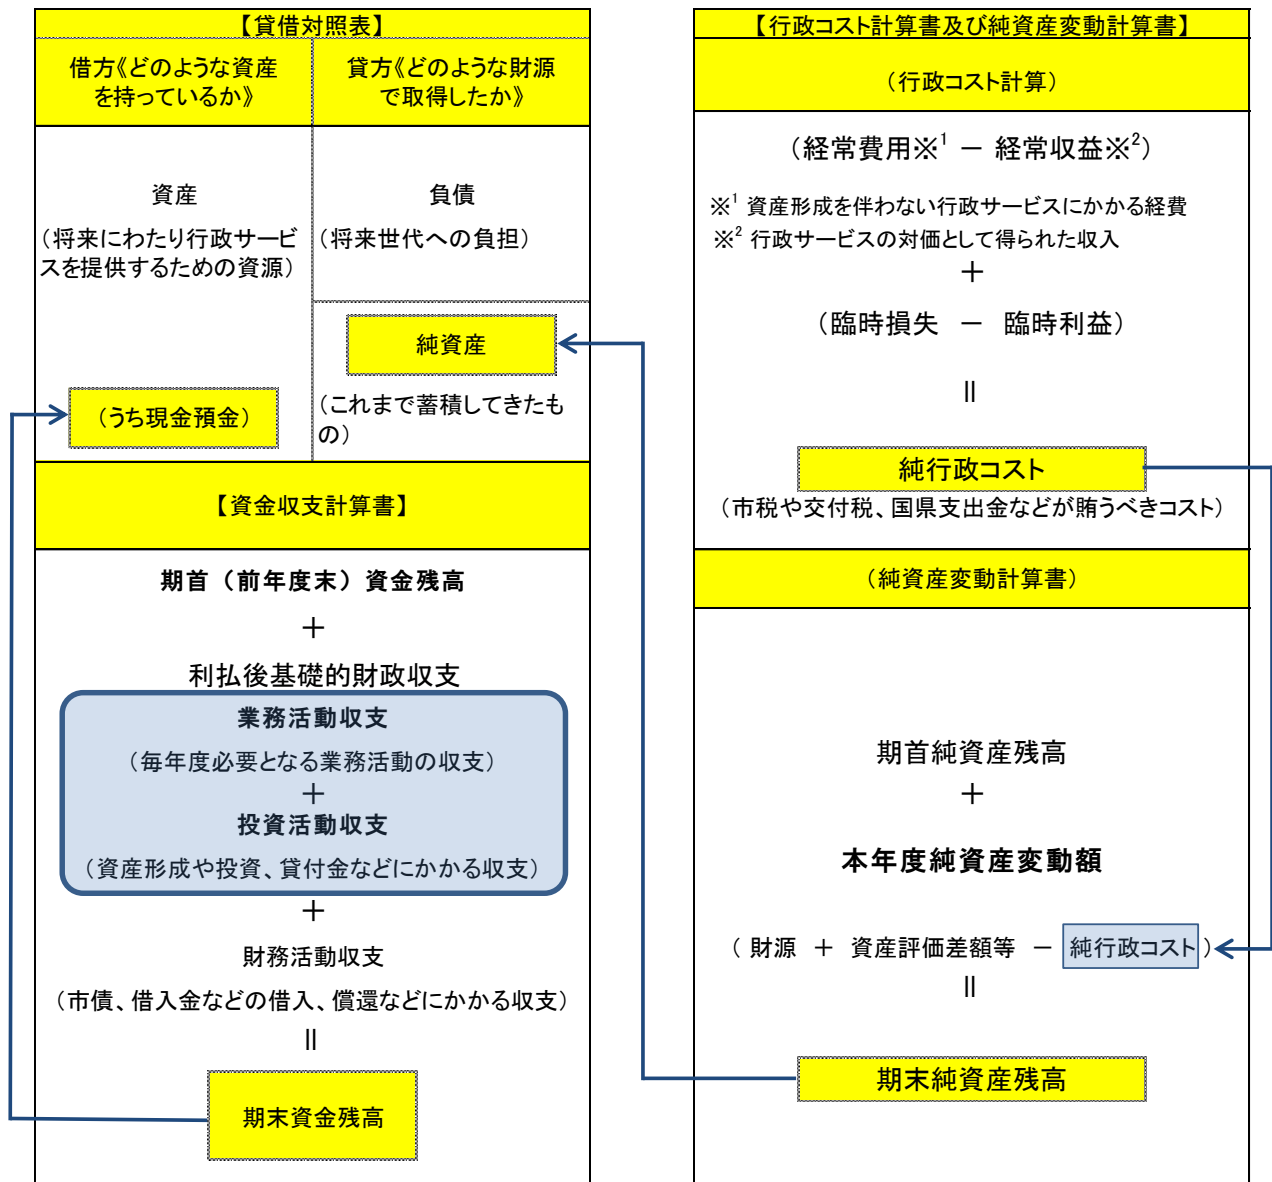 【貸借対照表】
借方《どのような資産
を持っているか》
貸方《どのような財源
で取得したか》
資産
（将来にわたり行政サービ
スを提供するための資源）
（うち現金預金）
負債
（将来世代への負担）
純資産
（これまで蓄積してきたも
の）
【資金収支計算書】
期首（前年度末）資金残高
＋
利払後基礎的財政収支
業務活動収支
（毎年度必要となる業務活動の収支）
＋
投資活動収支
（資産形成や投資、貸付金などにかかる収支）
＋
財務活動収支
（市債、借入金などの借入、償還などにかかる収支）
＝
期末資金残高
【行政コスト計算書及び純資産変動計算書】
（行政コスト計算）
（経常費用※1 － 経常収益※2）
※1 資産形成を伴わない行政サービスにかかる経費
※2 行政サービスの対価として得られた収入
＋
（臨時損失 － 臨時利益）
＝
純行政コスト
（市税や交付税、国県支出金などが賄うべきコスト）
（純資産変動計算書）
期首純資産残高
＋
本年度純資産変動額
（ 財源 ＋ 資産評価差額等 － 純行政コスト ）
＝
期末純資産残高